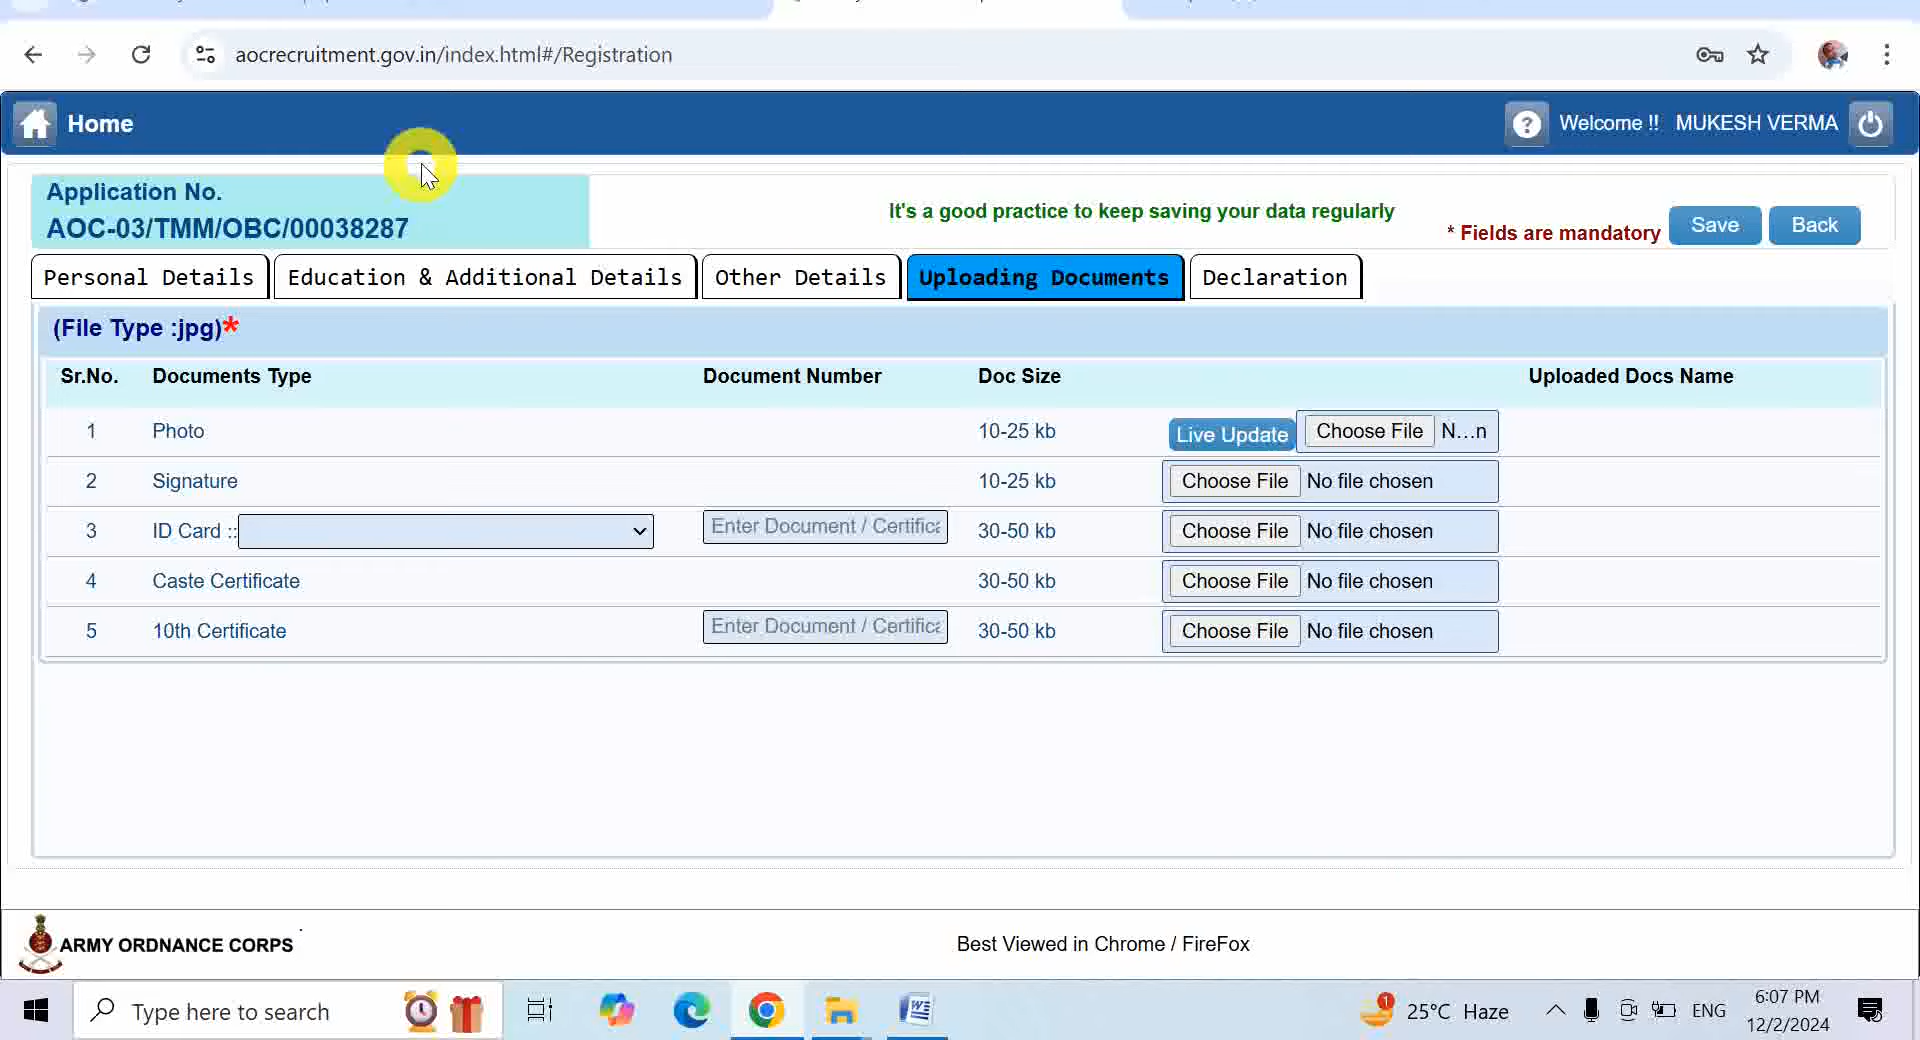 aocrecruitment.gov.in/index.html#/Registration
Home
? Welcome !! MUKESH VERMA
Application No.
AOC-03/TMM/OBC/00038287
It's a good practice to keep saving your data regularly
* Fields are mandatory Save Back
Personal Details Education & Additional Details Other Details Uploading Documents Declaration
(File Type :jpg)*
Sr.No. Documents Type Document Number Doc Size Uploaded Docs Name
1 Photo 10-25 kb Live Update Choose File N...n
2 Signature 10-25 kb Choose File No file chosen
3 ID Card :: Enter Document / Certifica 30-50 kb Choose File No file chosen
4 Caste Certificate 30-50 kb Choose File No file chosen
5 10th Certificate Enter Document / Certifica 30-50 kb Choose File No file chosen
ARMY ORDNANCE CORPS
Best Viewed in Chrome / FireFox
Type here to search
1 25°C Haze ENG
6:07 PM
12/2/2024